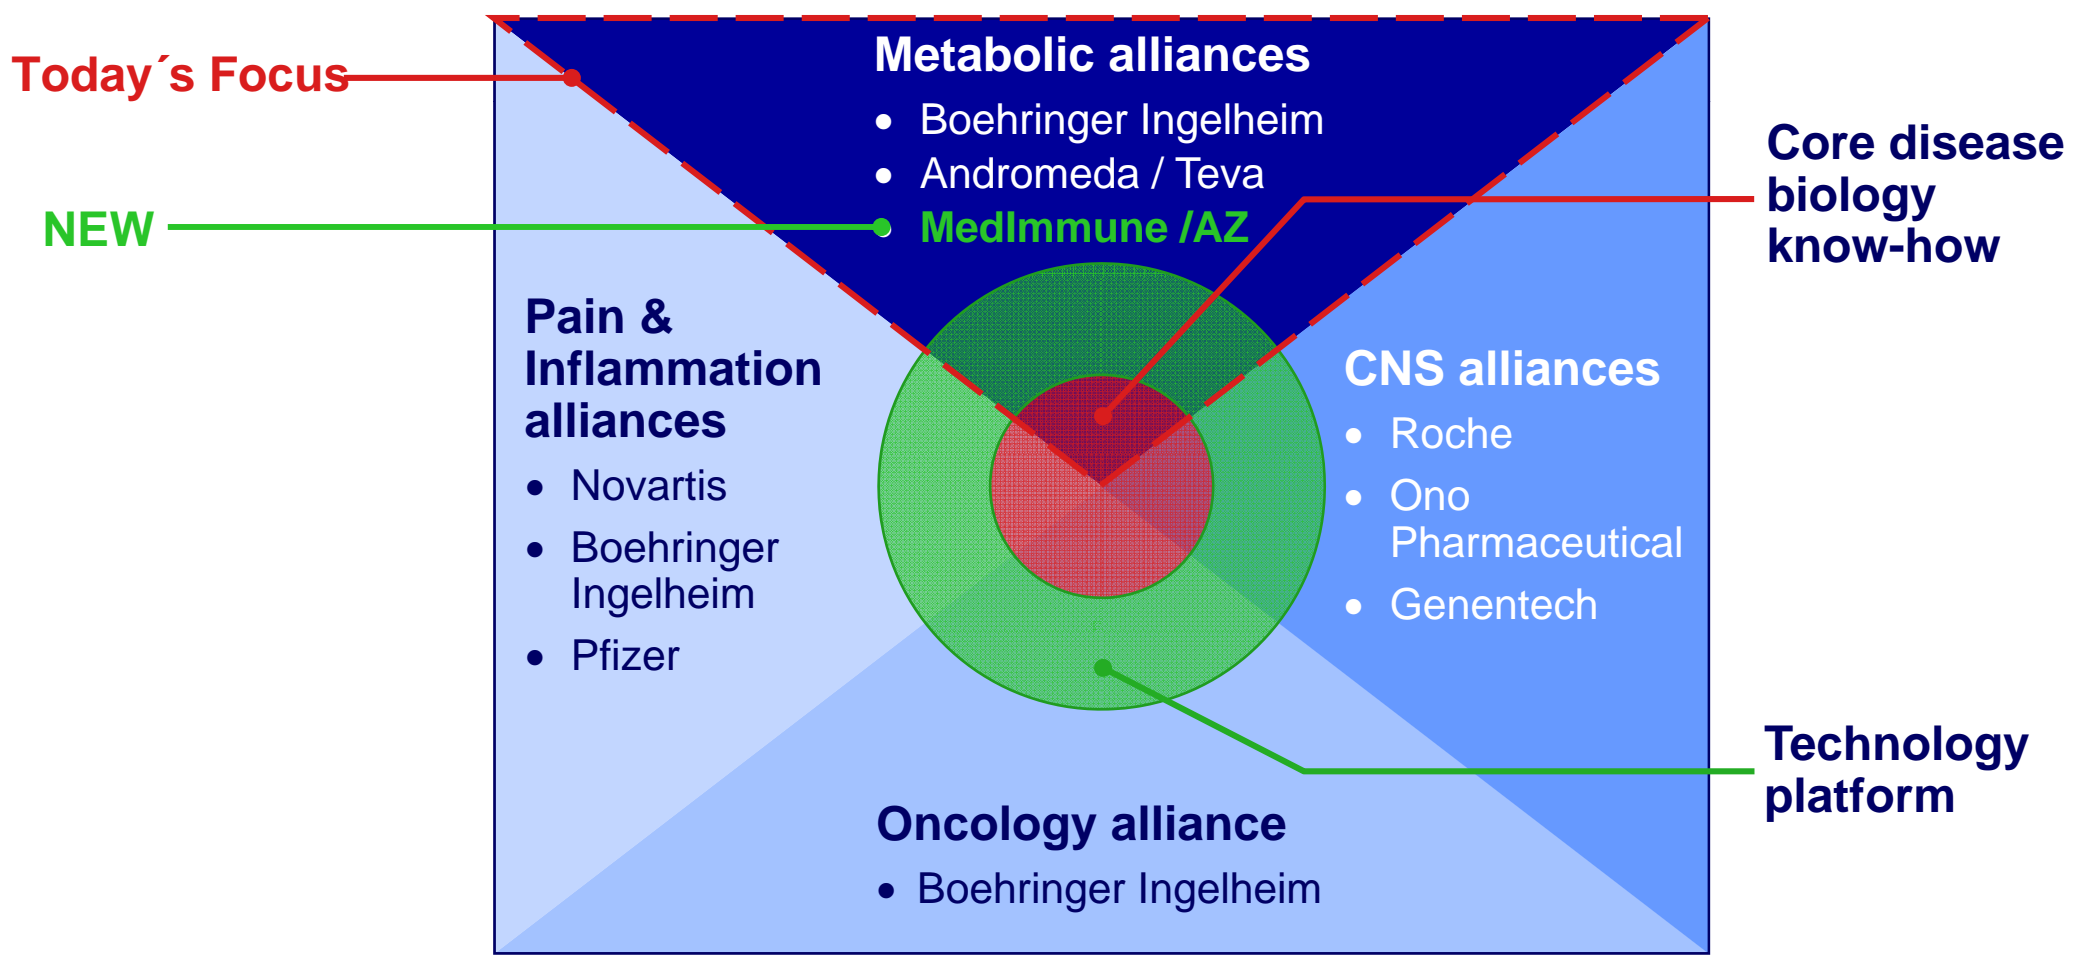 Today´s Focus
NEW
Metabolic alliances
• Boehringer Ingelheim
• Andromeda / Teva
• MedImmune /AZ
Core disease
biology
know-how
Pain &
Inflammation
alliances
• Novartis
• Boehringer
Ingelheim
• Pfizer
CNS alliances
• Roche
• Ono
Pharmaceutical
• Genentech
Technology
platform
Oncology alliance
• Boehringer Ingelheim